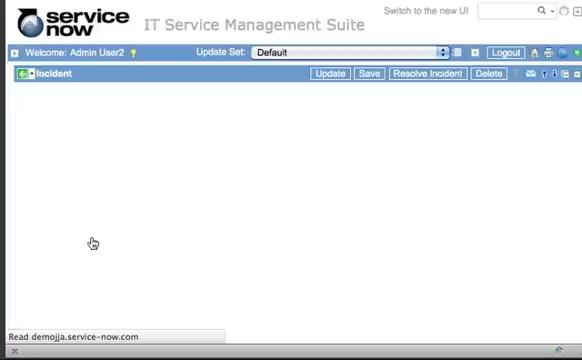 service now
IT Service Management Suite
Switch to the new UI
Welcome: Admin User2
Update Set:
Default
Logout
Incident
Update
Save
Resolve Incident
Delete
Read demojja.service-now.com